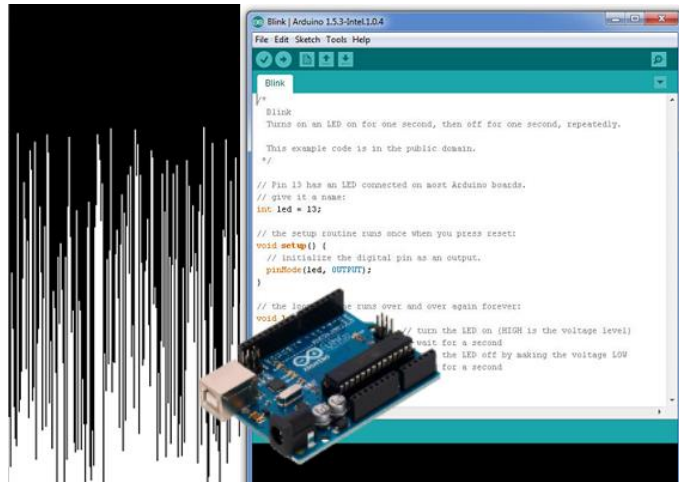 Blink | Arduino 1.5.3-Intel.1.0.4
File Edit Sketch Tools Help
Blink
/*
Blink
Turns on an LED on for one second, then off for one second, repeatedly.
This example code is in the public domain.
*/
// Pin 13 has an LED connected on most Arduino boards.
// give it a name:
int led = 13;
// the setup routine runs once when you press reset:
void setup() {
// initialize the digital pin as an output.
pinMode(led, OUTPUT);
}
// the runs over and over again forever:
void
// turn the LED on (HIGH is the voltage level)
wait for a second
the LED off by making the voltage LOW
for a second
ARDUINO